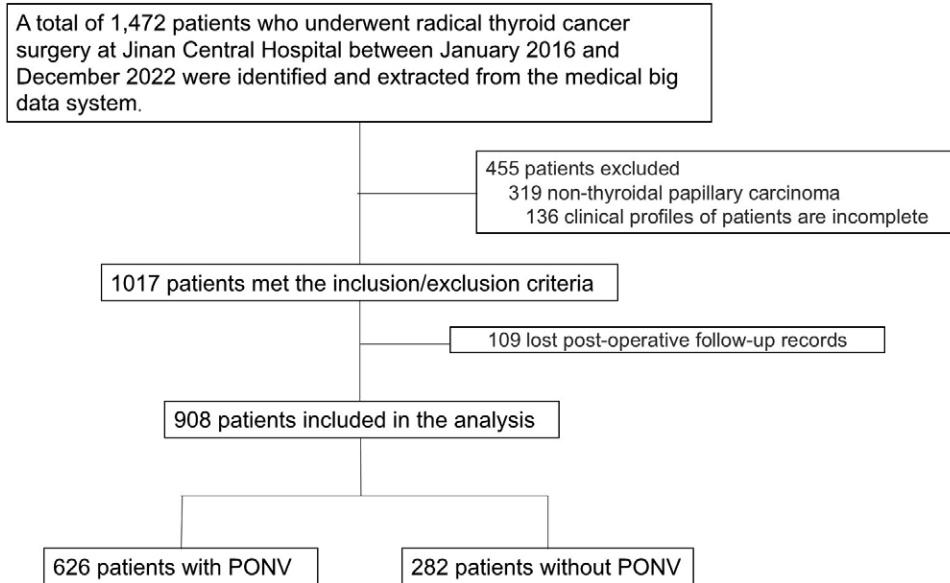 A total of 1,472 patients who underwent radical thyroid cancer
surgery at Jinan Central Hospital between January 2016 and
December 2022 were identified and extracted from the medical big
data system.
455 patients excluded
319 non-thyroidal papillary carcinoma
136 clinical profiles of patients are incomplete
1017 patients met the inclusion/exclusion criteria
109 lost post-operative follow-up records
908 patients included in the analysis
626 patients with PONV
282 patients without PONV